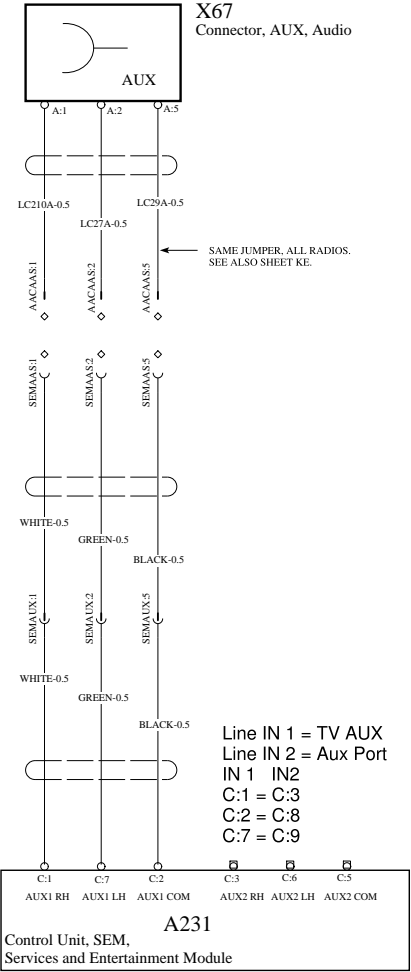 X67
Connector, AUX, Audio
AUX
A:1 A:2 A:5
LC210A-0.5 LC27A-0.5 LC29A-0.5
SAME JUMPER, ALL RADIOS.
SEE ALSO SHEET KE.
AACAAS:1 AACAAS:2 AACAAS:5
SEMAAS:1 SEMAAS:2 SEMAAS:5
WHITE-0.5
GREEN-0.5
BLACK-0.5
SEMAUX:1 SEMAUX:2 SEMAUX:5
WHITE-0.5
GREEN-0.5
BLACK-0.5
Line IN 1 = TV AUX
Line IN 2 = Aux Port
IN 1 IN2
C:1 = C:3
C:2 = C:8
C:7 = C:9
C:1 C:7 C:2 C:3 C:6 C:5
AUX1 RH AUX1 LH AUX1 COM AUX2 RH AUX2 LH AUX2 COM
A231
Control Unit, SEM,
Services and Entertainment Module